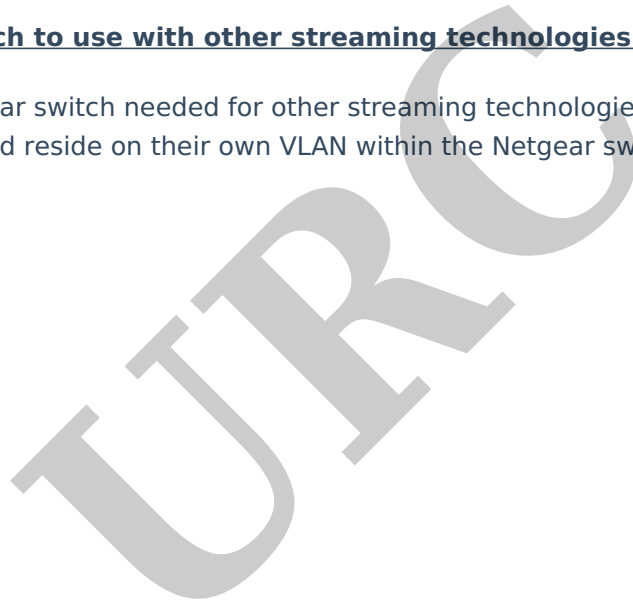 ch to use with other streaming technologies
ar switch needed for other streaming technologie
d reside on their own VLAN within the Netgear sw
URC